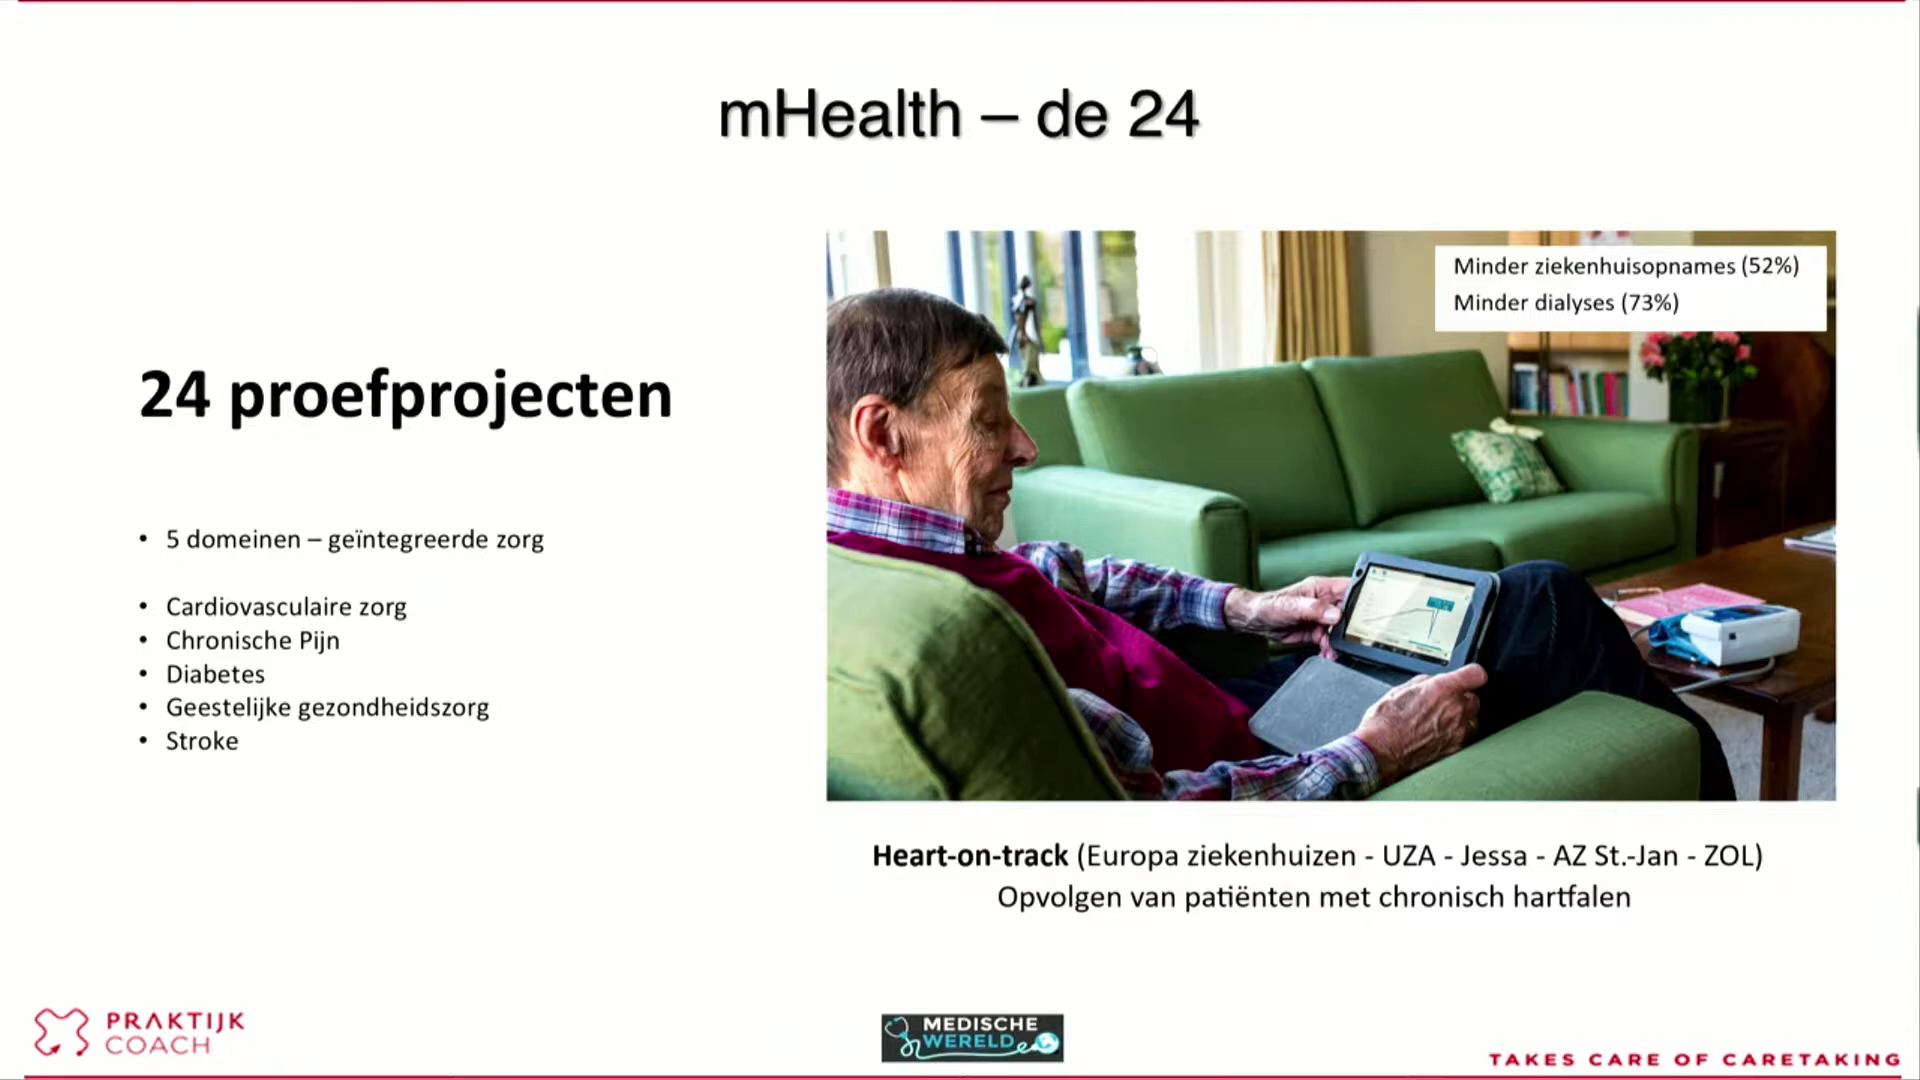 mHealth – de 24
24 proefprojecten
• 5 domeinen – geïntegreerde zorg
• Cardiovasculaire zorg
• Chronische Pijn
• Diabetes
• Geestelijke gezondheidszorg
• Stroke
Minder ziekenhuisopnames (52%)
Minder dialyses (73%)
Heart-on-track (Europa ziekenhuizen - UZA - Jessa - AZ St.-Jan - ZOL)
Opvolgen van patiënten met chronisch hartfalen
PRAKTIJK
COACH
MEDISCHE
WERELD
TAKES CARE OF CARETAKING